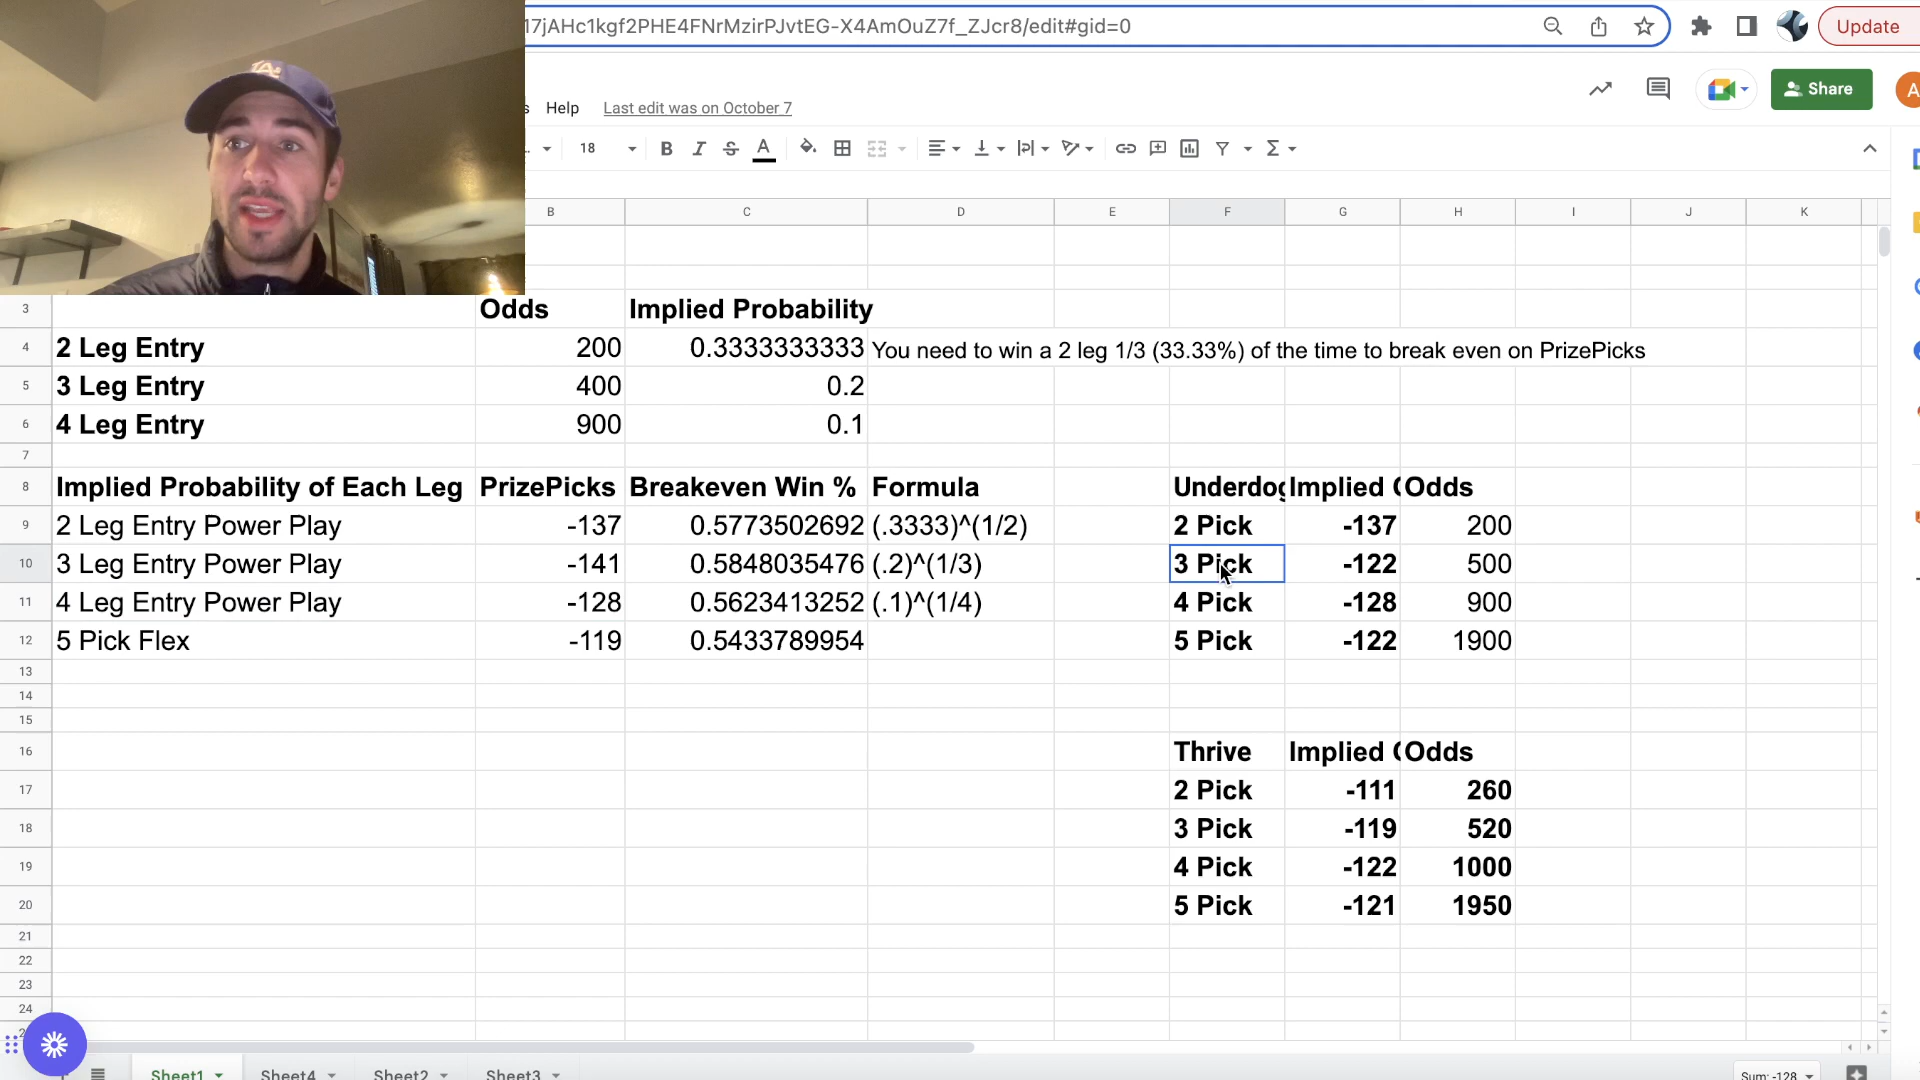 17jAHc1kgf2PHE4FNrMzirPJvtEG-X4AmOuZ7f_ZJcr8/edit#gid=0
Update
s Help Last edit was on October 7
Share
A
18
B I S A
B C D E F G H I J K
LA
3 Odds Implied Probability
4 2 Leg Entry 200 0.3333333333 You need to win a 2 leg 1/3 (33.33%) of the time to break even on PrizePicks
5 3 Leg Entry 400 0.2
6 4 Leg Entry 900 0.1
7
8 Implied Probability of Each Leg PrizePicks Breakeven Win % Formula Underdog Implied ( Odds
9 2 Leg Entry Power Play -137 0.5773502692 (.3333)^(1/2) 2 Pick -137 200
10 3 Leg Entry Power Play -141 0.5848035476 (.2)^(1/3) 3 Pick -122 500
11 4 Leg Entry Power Play -128 0.5623413252 (.1)^(1/4) 4 Pick -128 900
12 5 Pick Flex -119 0.5433789954 5 Pick -122 1900
13
14
15
16 Thrive Implied ( Odds
17 2 Pick -111 260
18 3 Pick -119 520
19 4 Pick -122 1000
20 5 Pick -121 1950
21
22
23
24
Sheet1 Sheet4 Sheet2 Sheet3 Sum: -128